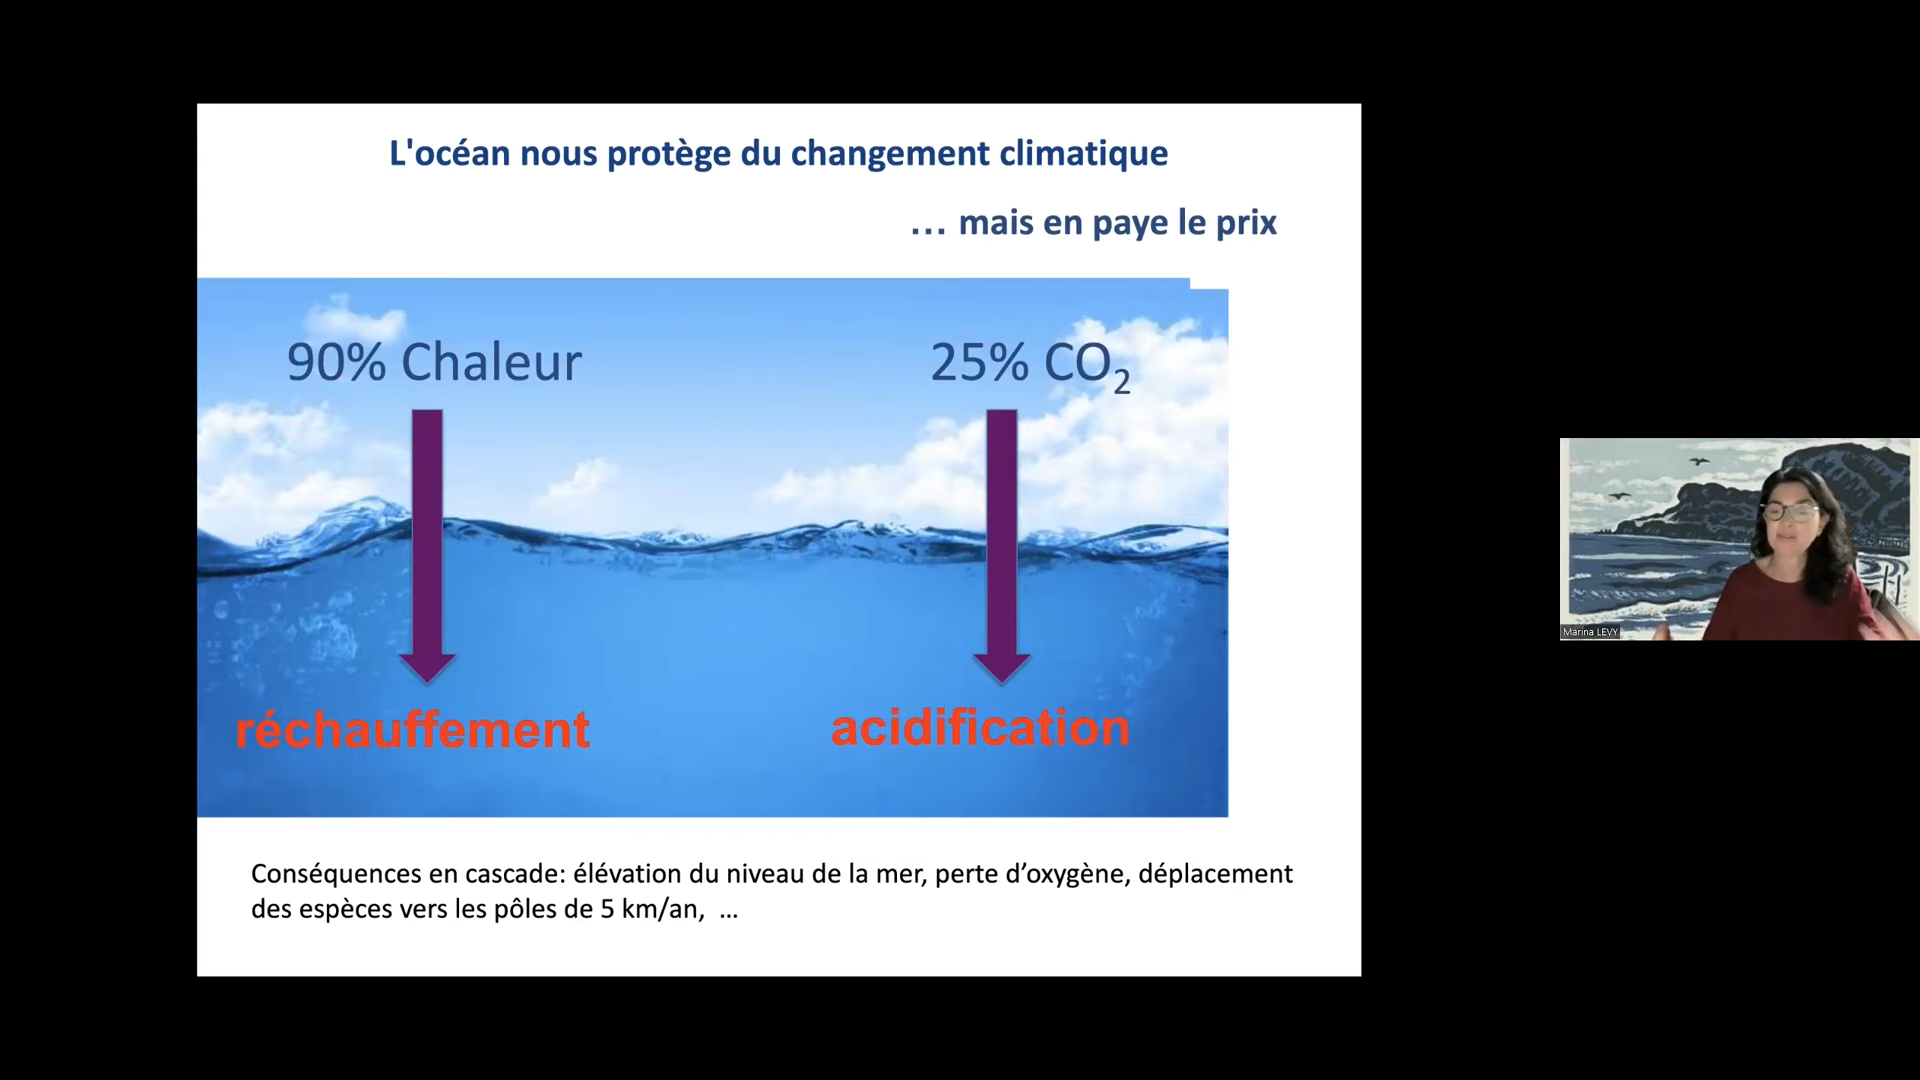 L'océan nous protège du changement climatique
… mais en paye le prix
90% Chaleur
25% CO₂
réchauffement
acidification
Conséquences en cascade: élévation du niveau de la mer, perte d’oxygène, déplacement
des espèces vers les pôles de 5 km/an, …
Marina LEVY